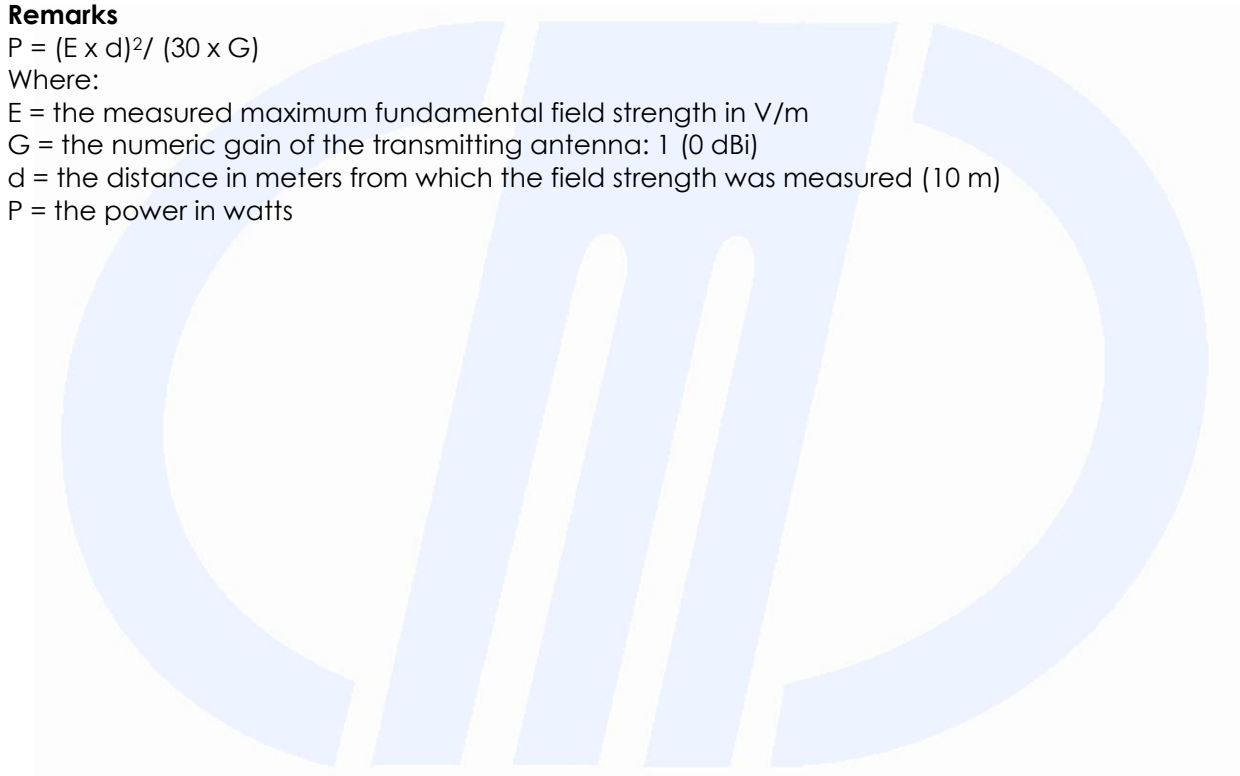 Remarks
P = (E x d)²/ (30 x G)
Where:
E = the measured maximum fundamental field strength in V/m
G = the numeric gain of the transmitting antenna: 1 (0 dBi)
d = the distance in meters from which the field strength was measured (10 m)
P = the power in watts